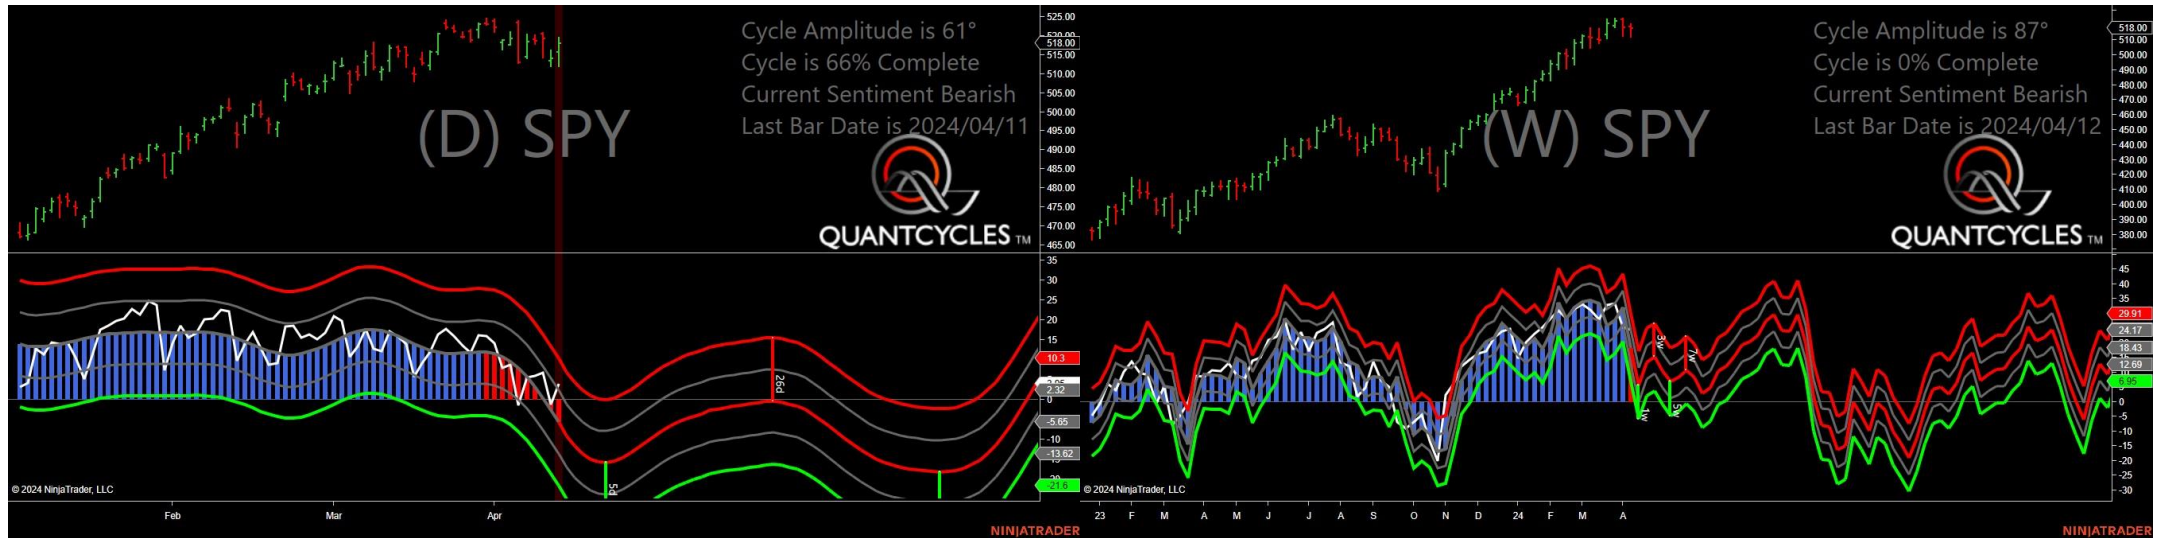 Cycle Amplitude is 61°
Cycle is 66% Complete
Current Sentiment Bearish
Last Bar Date is 2024/04/11
(D) SPY
QUANTCYCLES TM
525.00
520.00
518.00
515.00
510.00
505.00
500.00
495.00
490.00
485.00
480.00
475.00
470.00
465.00
35
30
25
20
15
10.3
2.32
0
-5.65
-10
-13.62
-21.6
26d
5d
© 2024 NinjaTrader, LLC
Feb
Mar
Apr
NINJATRADER
Cycle Amplitude is 87°
Cycle is 0% Complete
Current Sentiment Bearish
Last Bar Date is 2024/04/12
(W) SPY
QUANTCYCLES TM
518.00
510.00
500.00
490.00
480.00
470.00
460.00
450.00
440.00
430.00
420.00
410.00
400.00
390.00
380.00
45
40
35
29.91
24.17
18.43
12.69
6.95
0
-5
-10
-15
-20
-25
-30
3w
7w
1w
5w
© 2024 NinjaTrader, LLC
23 F M A M J J A S O N D 24 F M A
NINJATRADER